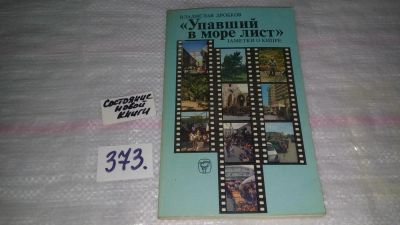 ВЛАДИСЛАВ ДРОБКОВ
«Упавший
в море лист»
ЗАМЕТКИ О КИПРЕ
Состояние
новой
книги
373.